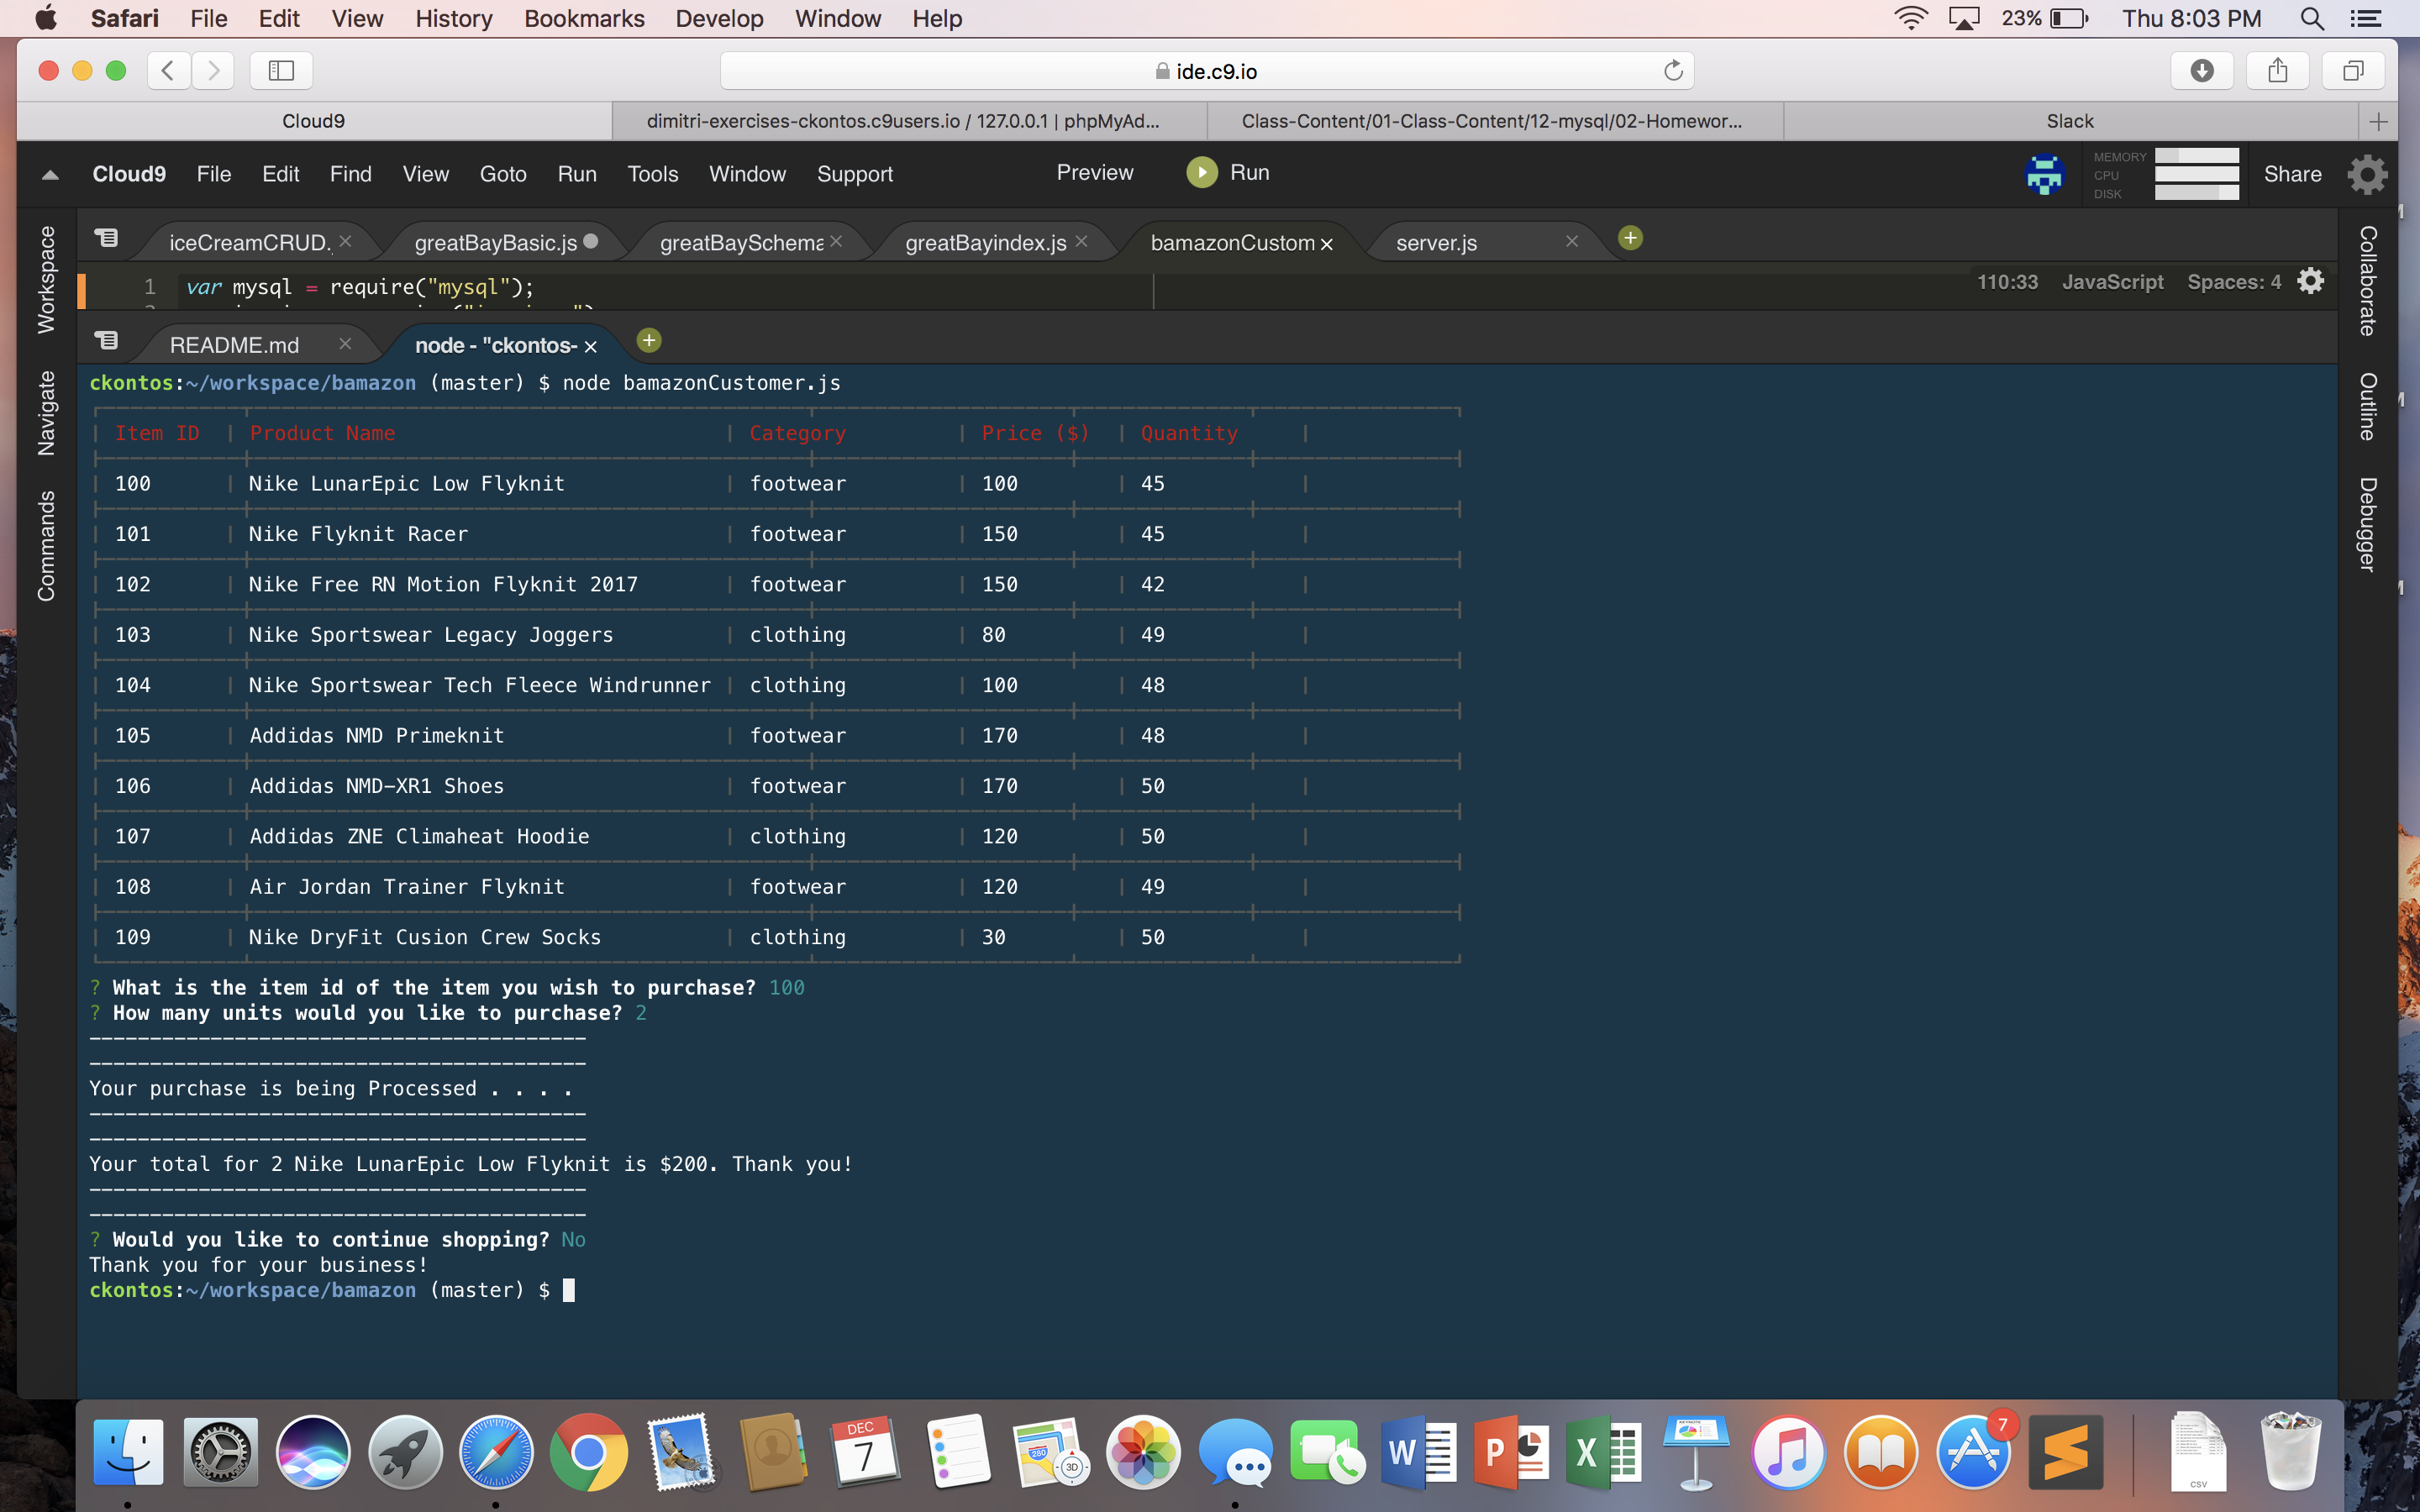 Safari File Edit View History Bookmarks Develop Window Help 23% Thu 8:03 PM
ide.c9.io
Cloud9 dimitri-exercises-ckontos.c9users.io / 127.0.0.1 | phpMyAd... Class-Content/01-Class-Content/12-mysql/02-Homewor... Slack
Cloud9 File Edit Find View Goto Run Tools Window Support Preview Run MEMORY CPU DISK Share
iceCreamCRUD. greatBayBasic.js greatBaySchema greatBayindex.js bamazonCustom server.js
1 var mysql = require("mysql");
110:33 JavaScript Spaces: 4
Workspace
Navigate
Commands
Collaborate
Outline
Debugger
README.md node - "ckontos-
ckontos:~/workspace/bamazon (master) $ node bamazonCustomer.js
Item ID | Product Name | Category | Price ($) | Quantity |
100 | Nike LunarEpic Low Flyknit | footwear | 100 | 45 |
101 | Nike Flyknit Racer | footwear | 150 | 45 |
102 | Nike Free RN Motion Flyknit 2017 | footwear | 150 | 42 |
103 | Nike Sportswear Legacy Joggers | clothing | 80 | 49 |
104 | Nike Sportswear Tech Fleece Windrunner | clothing | 100 | 48 |
105 | Addidas NMD Primeknit | footwear | 170 | 48 |
106 | Addidas NMD-XR1 Shoes | footwear | 170 | 50 |
107 | Addidas ZNE Climaheat Hoodie | clothing | 120 | 50 |
108 | Air Jordan Trainer Flyknit | footwear | 120 | 49 |
109 | Nike DryFit Cusion Crew Socks | clothing | 30 | 50 |
? What is the item id of the item you wish to purchase? 100
? How many units would you like to purchase? 2
-----------------------------------------
-----------------------------------------
Your purchase is being Processed . . . .
-----------------------------------------
-----------------------------------------
Your total for 2 Nike LunarEpic Low Flyknit is $200. Thank you!
-----------------------------------------
-----------------------------------------
? Would you like to continue shopping? No
Thank you for your business!
ckontos:~/workspace/bamazon (master) $
DEC
7
280
3D
W
P
X
KEYNOTE
7
CSV